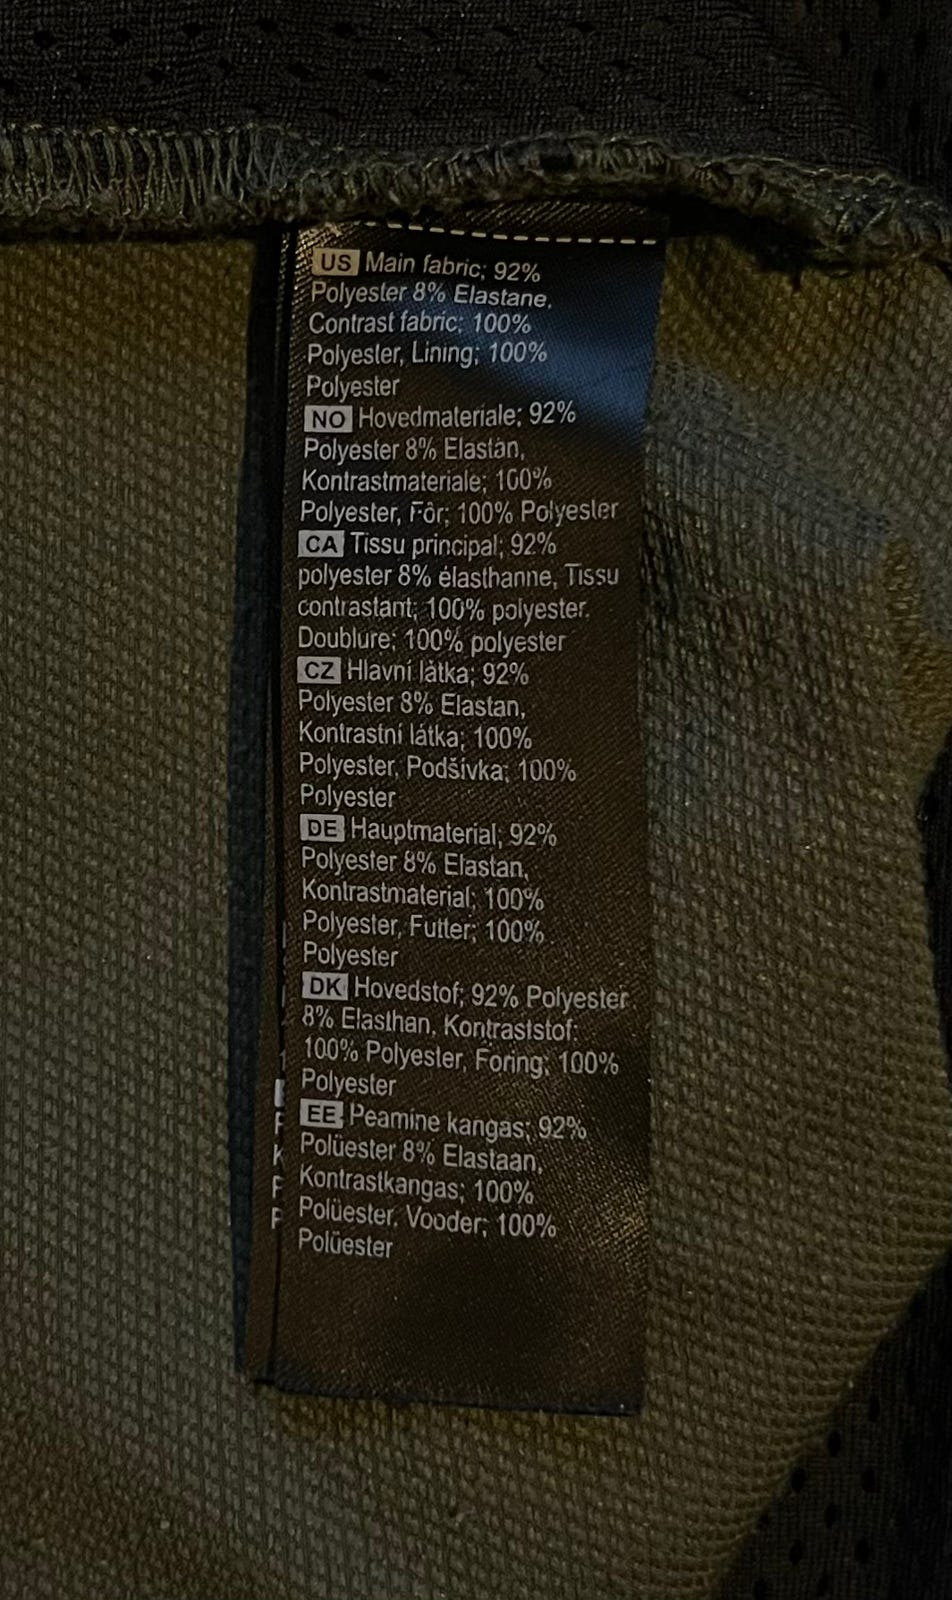 US Main fabric; 92%
Polyester 8% Elastane,
Contrast fabric; 100%
Polyester, Lining; 100%
Polyester
NO Hovedmateriale; 92%
Polyester 8% Elastan,
Kontrastmateriale; 100%
Polyester, Fôr; 100% Polyester
CA Tissu principal; 92%
polyester 8% élasthanne, Tissu
contrastant; 100% polyester,
Doublure; 100% polyester
CZ Hlavní látka; 92%
Polyester 8% Elastan,
Kontrastní látka; 100%
Polyester, Podšívka; 100%
Polyester
DE Hauptmaterial; 92%
Polyester 8% Elastan,
Kontrastmaterial; 100%
Polyester, Futter; 100%
Polyester
DK Hovedstof; 92% Polyester
8% Elasthan, Kontraststof:
100% Polyester, Foring; 100%
Polyester
EE Peamine kangas; 92%
Polüester 8% Elastaan,
Kontrastkangas; 100%
Polüester, Vooder; 100%
Polüester